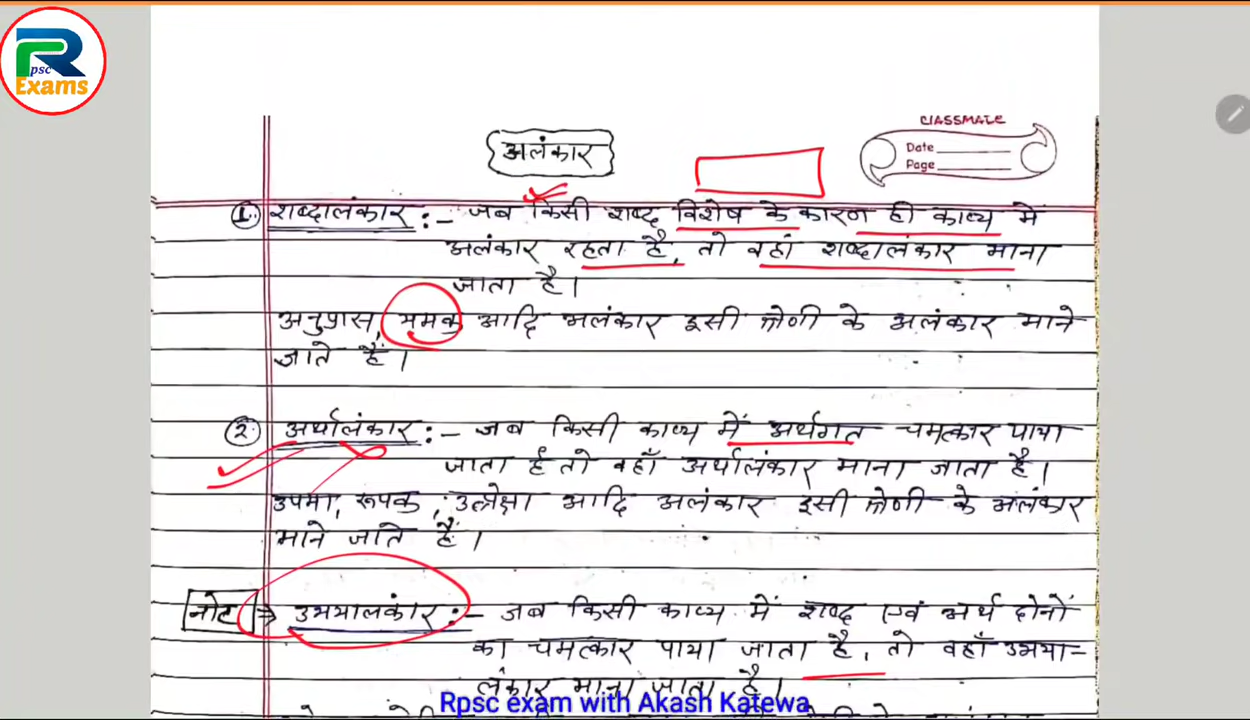 R
psc
Exams
CLASSMATE
Date
Page
अलंकार
① शब्दालंकार :- जब किसी शब्द विशेष के कारण ही काव्य में
अलंकार रहता है, तो वहां शब्दालंकार माना
जाता है।
अनुप्रास, यमक आदि अलंकार इसी श्रेणी के अलंकार माने
जाते हैं।
② अर्थालंकार :- जब किसी काव्य में अर्थगत चमत्कार पाया
जाता है तो वहाँ अर्थालंकार माना जाता है।
उपमा, रूपक, उत्प्रेक्षा आदि अलंकार इसी श्रेणी के अलंकार
माने जाते हैं।
नोट ⇒ उभयालंकार :- जब किसी काव्य में शब्द एवं अर्थ दोनों
का चमत्कार पाया जाता है, तो वहाँ उभया-
लंकार माना जाता है।
Rpsc exam with Akash Katewa